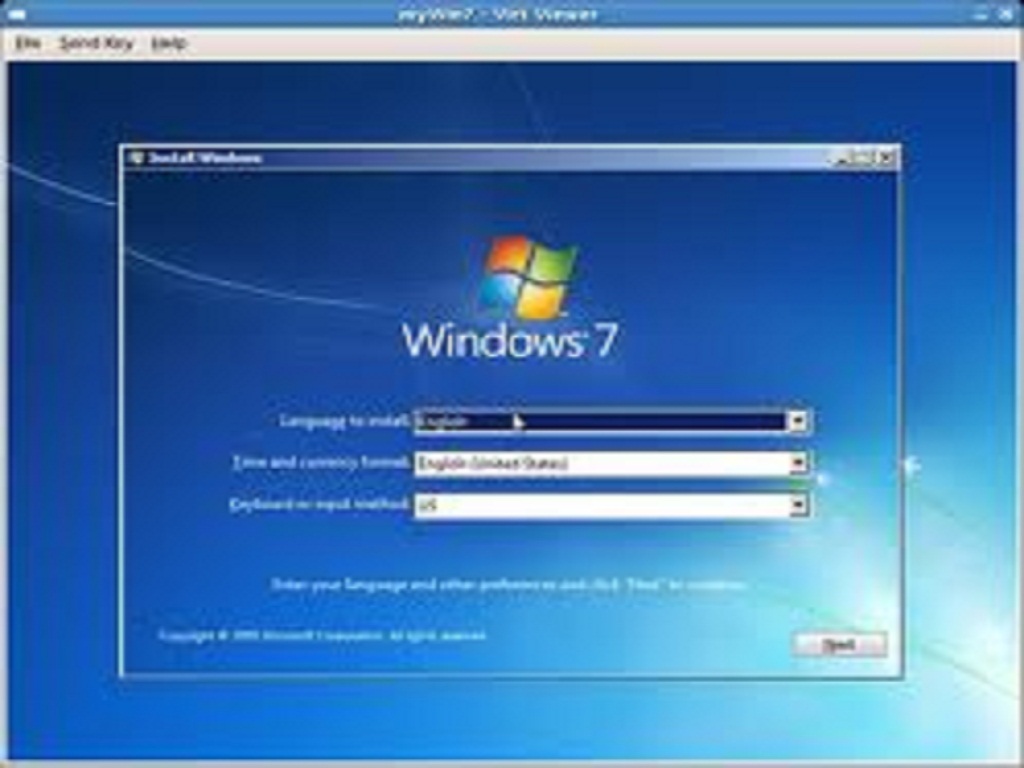 myWin7 - Virt Viewer
File Send Key Help
Install Windows
Windows 7
Language to install: English
Time and currency format: English (United States)
Keyboard or input method: US
Enter your language and other preferences and click "Next" to continue.
Copyright © 2009 Microsoft Corporation. All rights reserved.
Next